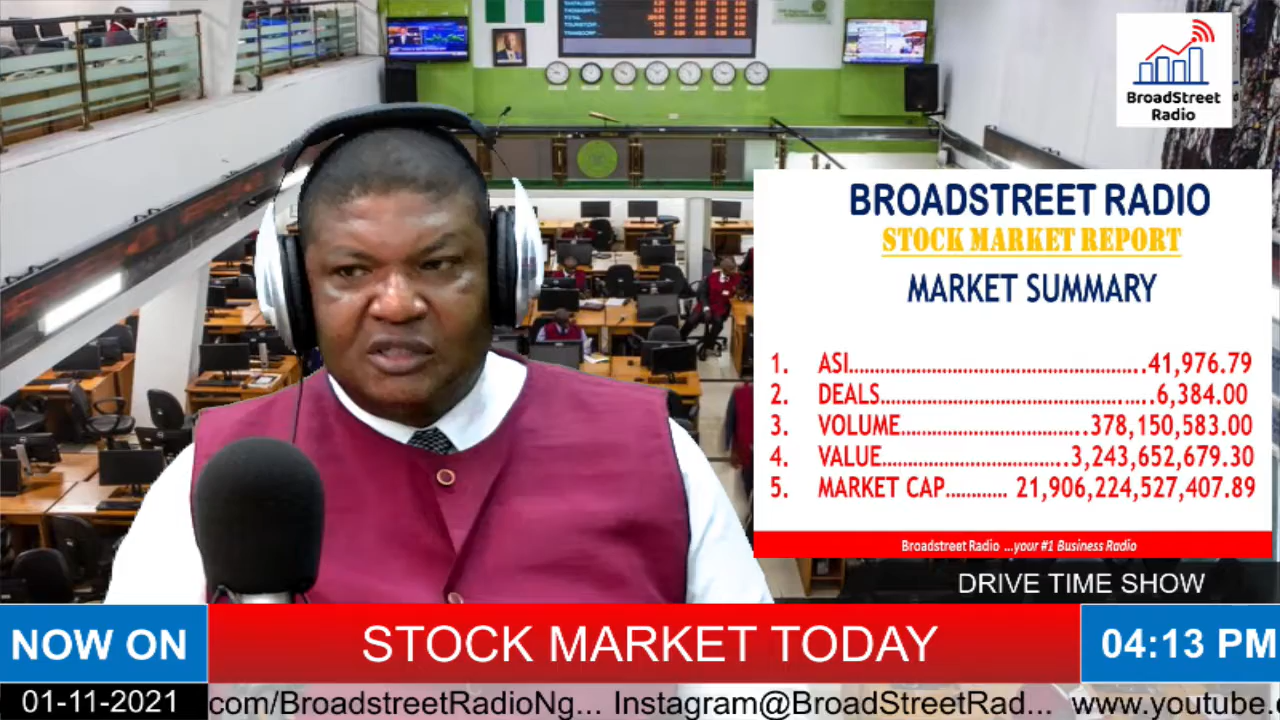 BroadStreet
Radio
BROADSTREET RADIO
STOCK MARKET REPORT
MARKET SUMMARY
1. ASI...41,976.79
2. DEALS...6,384.00
3. VOLUME...378,150,583.00
4. VALUE...3,243,652,679.30
5. MARKET CAP............ 21,906,224,527,407.89
Broadstreet Radio ...your #1 Business Radio
DRIVE TIME SHOW
NOW ON
STOCK MARKET TODAY
04:13 PM
01-11-2021
com/BroadstreetRadioNg... Instagram@BroadStreetRad... www.youtube.c